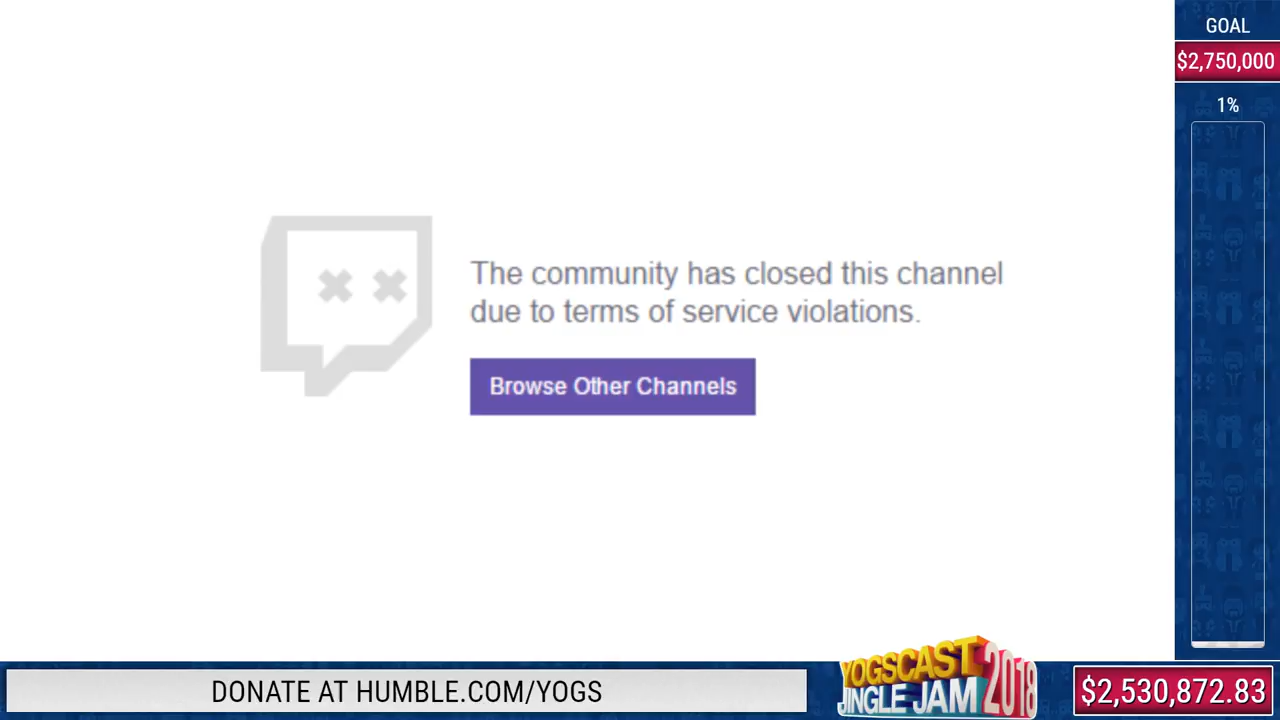 GOAL
$2,750,000
1%
The community has closed this channel
due to terms of service violations.
Browse Other Channels
DONATE AT HUMBLE.COM/YOGS
YOGSCAST
JINGLE JAM 2018
$2,530,872.83